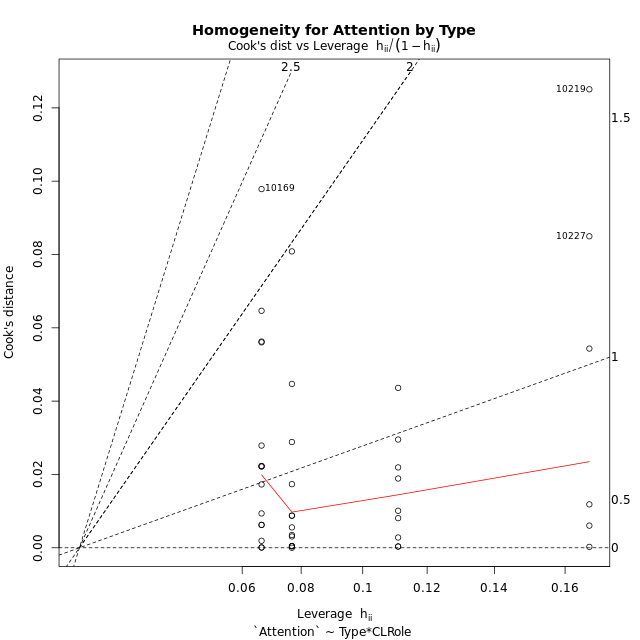 Homogeneity for Attention by Type
Cook's dist vs Leverage hii/(1−hii)
2.5
2
10219
1.5
10169
10227
1
0.5
0
Cook's distance
0.12
0.10
0.08
0.06
0.04
0.02
0.00
0.06 0.08 0.1 0.12 0.14 0.16
Leverage hii
`Attention` ~ Type*CLRole